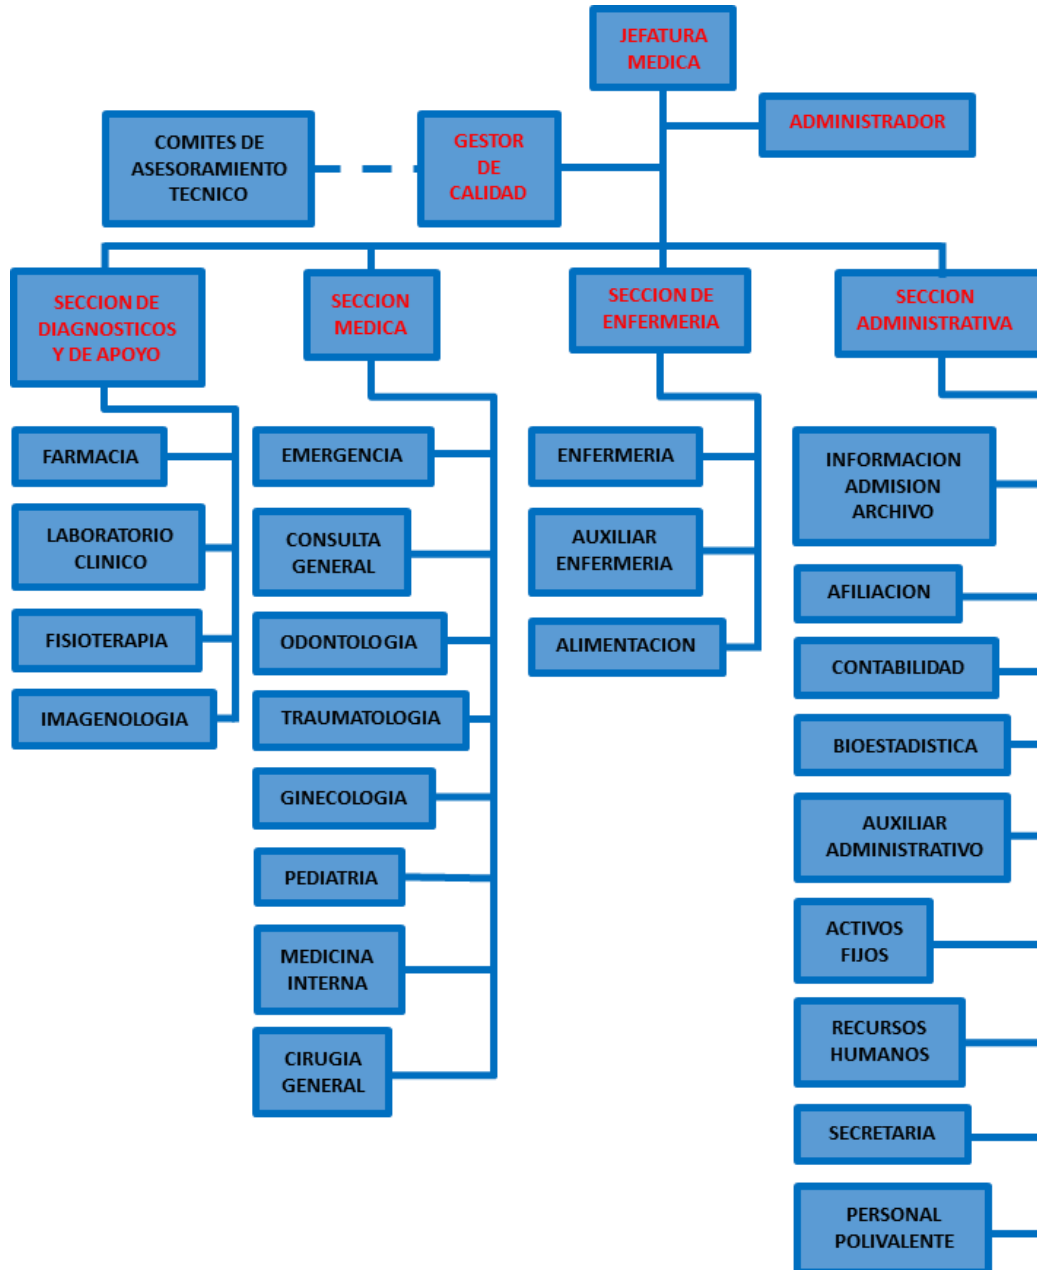 JEFATURA
MEDICA
ADMINISTRADOR
COMITES DE
ASESORAMIENTO
TECNICO
GESTOR
DE
CALIDAD
SECCION DE
DIAGNOSTICOS
Y DE APOYO
SECCION
MEDICA
SECCION DE
ENFERMERIA
SECCION
ADMINISTRATIVA
FARMACIA
LABORATORIO
CLINICO
FISIOTERAPIA
IMAGENOLOGIA
EMERGENCIA
CONSULTA
GENERAL
ODONTOLOGIA
TRAUMATOLOGIA
GINECOLOGIA
PEDIATRIA
MEDICINA
INTERNA
CIRUGIA
GENERAL
ENFERMERIA
AUXILIAR
ENFERMERIA
ALIMENTACION
INFORMACION
ADMISION
ARCHIVO
AFILIACION
CONTABILIDAD
BIOESTADISTICA
AUXILIAR
ADMINISTRATIVO
ACTIVOS
FIJOS
RECURSOS
HUMANOS
SECRETARIA
PERSONAL
POLIVALENTE